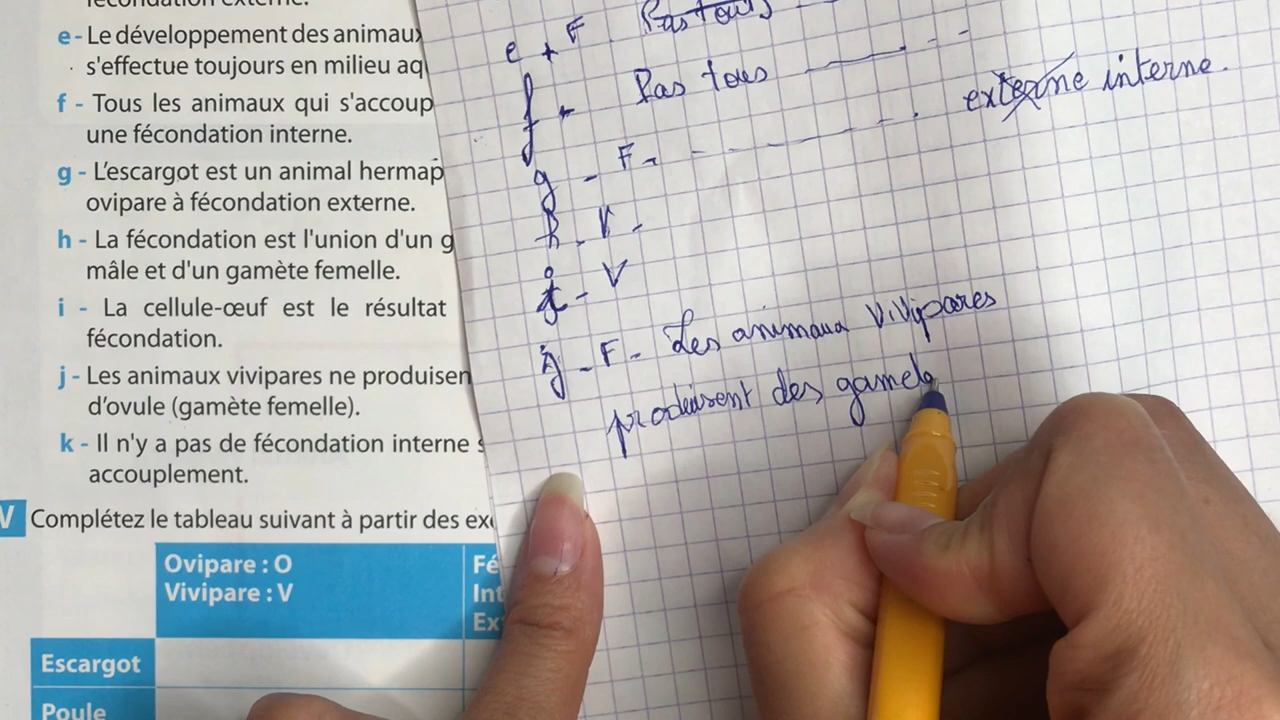 fécondation externe.
e - Le développement des animaux
s'effectue toujours en milieu aq
f - Tous les animaux qui s'accoup
une fécondation interne.
g - L'escargot est un animal hermap
ovipare à fécondation externe.
h - La fécondation est l'union d'un g
mâle et d'un gamète femelle.
i - La cellule-œuf est le résultat
fécondation.
j - Les animaux vivipares ne produisen
d'ovule (gamète femelle).
k - Il n'y a pas de fécondation interne s
accouplement.
V Complétez le tableau suivant à partir des ex
Ovipare : O
Vivipare : V
Fé
Int
Ex
Escargot
Poule
e + F Pas tous
f - Pas tous
g - F - externe interne.
h - V -
i - V
j - F - Les animaux ViVipares
produisent des gamele